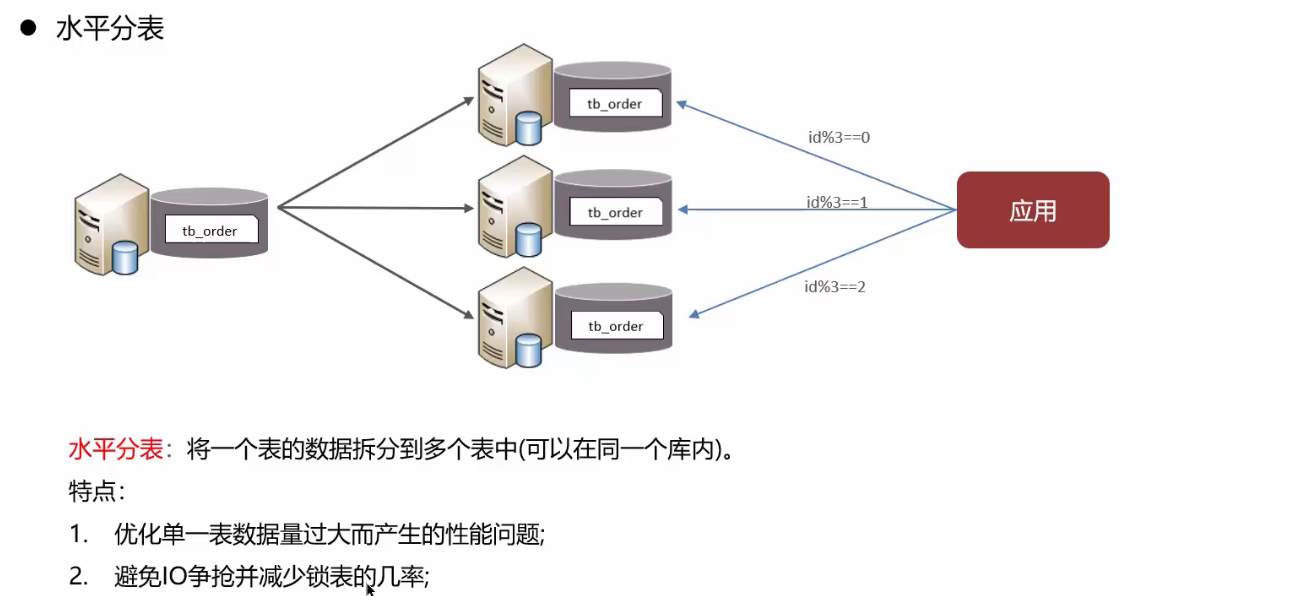 ● 水平分表
tb_order
id%3==0
tb_order
id%3==1
tb_order
应用
tb_order
id%3==2
tb_order
水平分表：将一个表的数据拆分到多个表中(可以在同一个库内)。
特点：
1. 优化单一表数据量过大而产生的性能问题;
2. 避免IO争抢并减少锁表的几率;